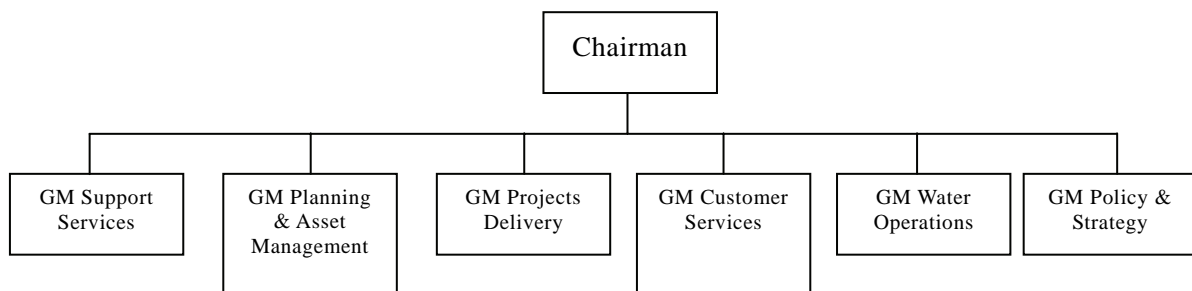 Chairman
GM Support
Services
GM Planning
& Asset
Management
GM Projects
Delivery
GM Customer
Services
GM Water
Operations
GM Policy &
Strategy